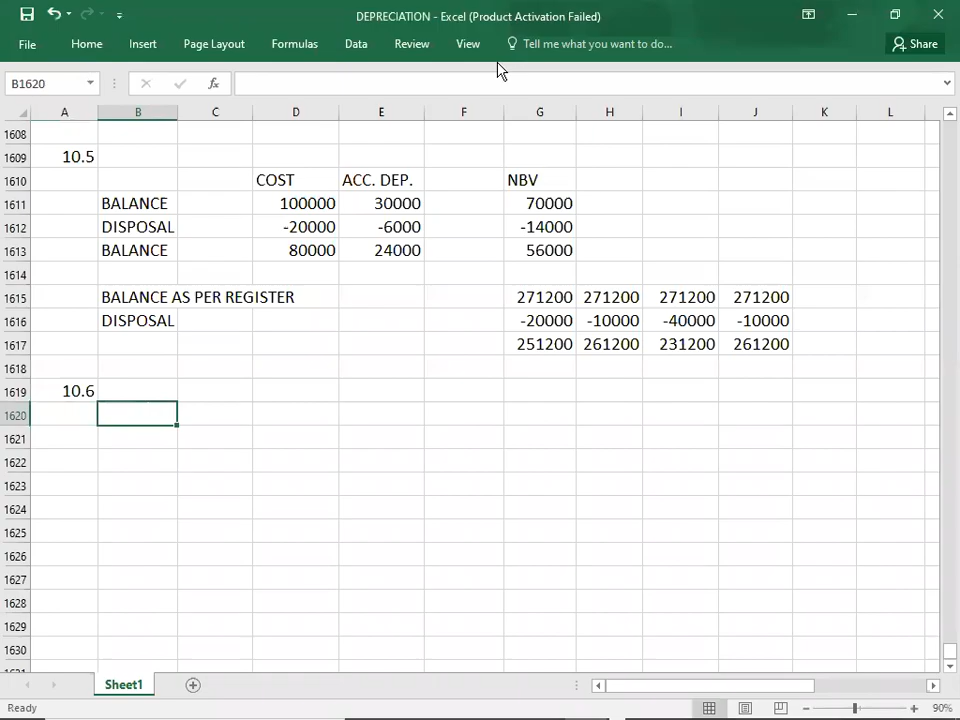 DEPRECIATION - Excel (Product Activation Failed)
File Home Insert Page Layout Formulas Data Review View Tell me what you want to do... Share
B1620 fx
A B C D E F G H I J K L
1608
1609 10.5
1610 COST ACC. DEP. NBV
1611 BALANCE 100000 30000 70000
1612 DISPOSAL -20000 -6000 -14000
1613 BALANCE 80000 24000 56000
1614
1615 BALANCE AS PER REGISTER 271200 271200 271200 271200
1616 DISPOSAL -20000 -10000 -40000 -10000
1617 251200 261200 231200 261200
1618
1619 10.6
1620
1621
1622
1623
1624
1625
1626
1627
1628
1629
1630
Sheet1
Ready 90%